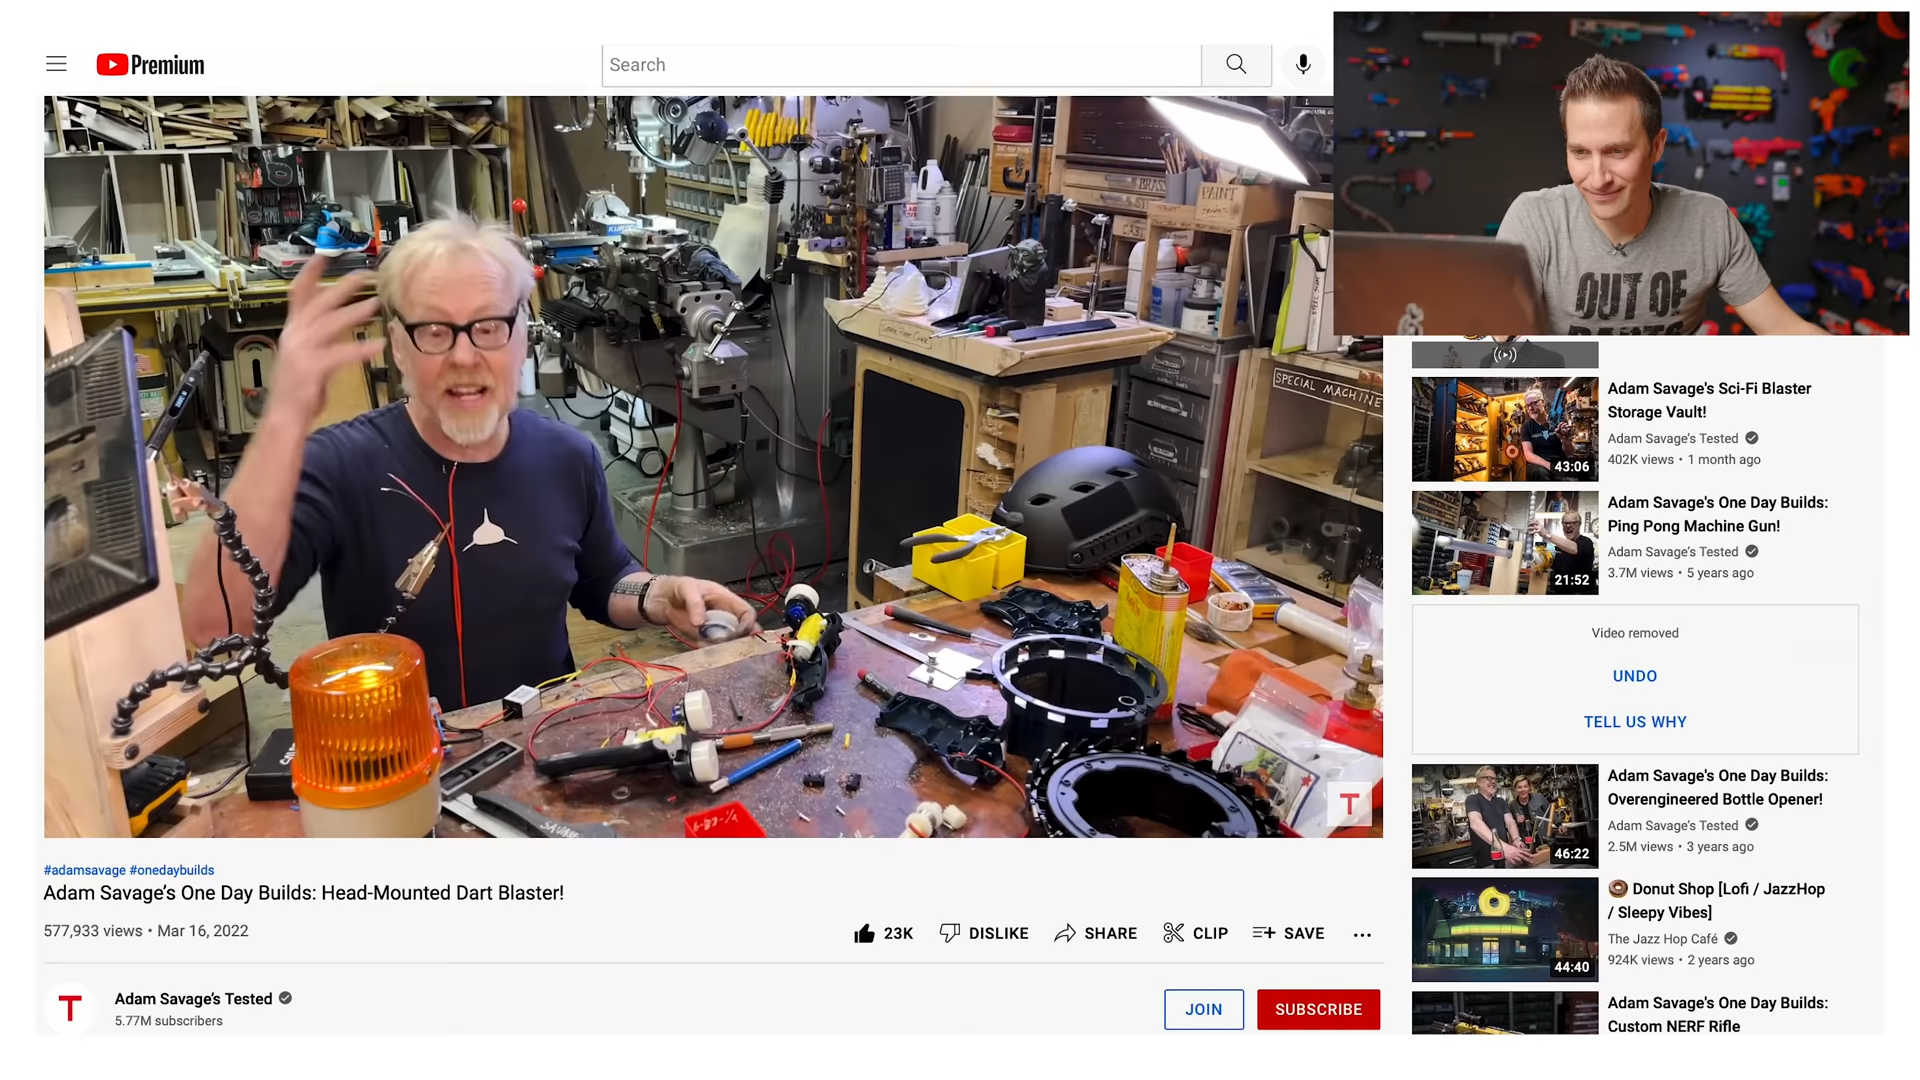 Premium
Search
BRASS
PAINT
KURT
SPECIAL MACHINE
OUT OF
DARTS
T
#adamsavage #onedaybuilds
Adam Savage’s One Day Builds: Head-Mounted Dart Blaster!
577,933 views • Mar 16, 2022
23K DISLIKE SHARE CLIP SAVE ...
T
Adam Savage’s Tested
5.77M subscribers
JOIN SUBSCRIBE
Adam Savage's Sci-Fi Blaster
Storage Vault!
Adam Savage’s Tested
402K views • 1 month ago
43:06
Adam Savage's One Day Builds:
Ping Pong Machine Gun!
Adam Savage’s Tested
3.7M views • 5 years ago
21:52
Video removed
UNDO
TELL US WHY
Adam Savage's One Day Builds:
Overengineered Bottle Opener!
Adam Savage’s Tested
2.5M views • 3 years ago
46:22
🍩 Donut Shop [Lofi / JazzHop
/ Sleepy Vibes]
The Jazz Hop Café
924K views • 2 years ago
44:40
Adam Savage's One Day Builds:
Custom NERF Rifle